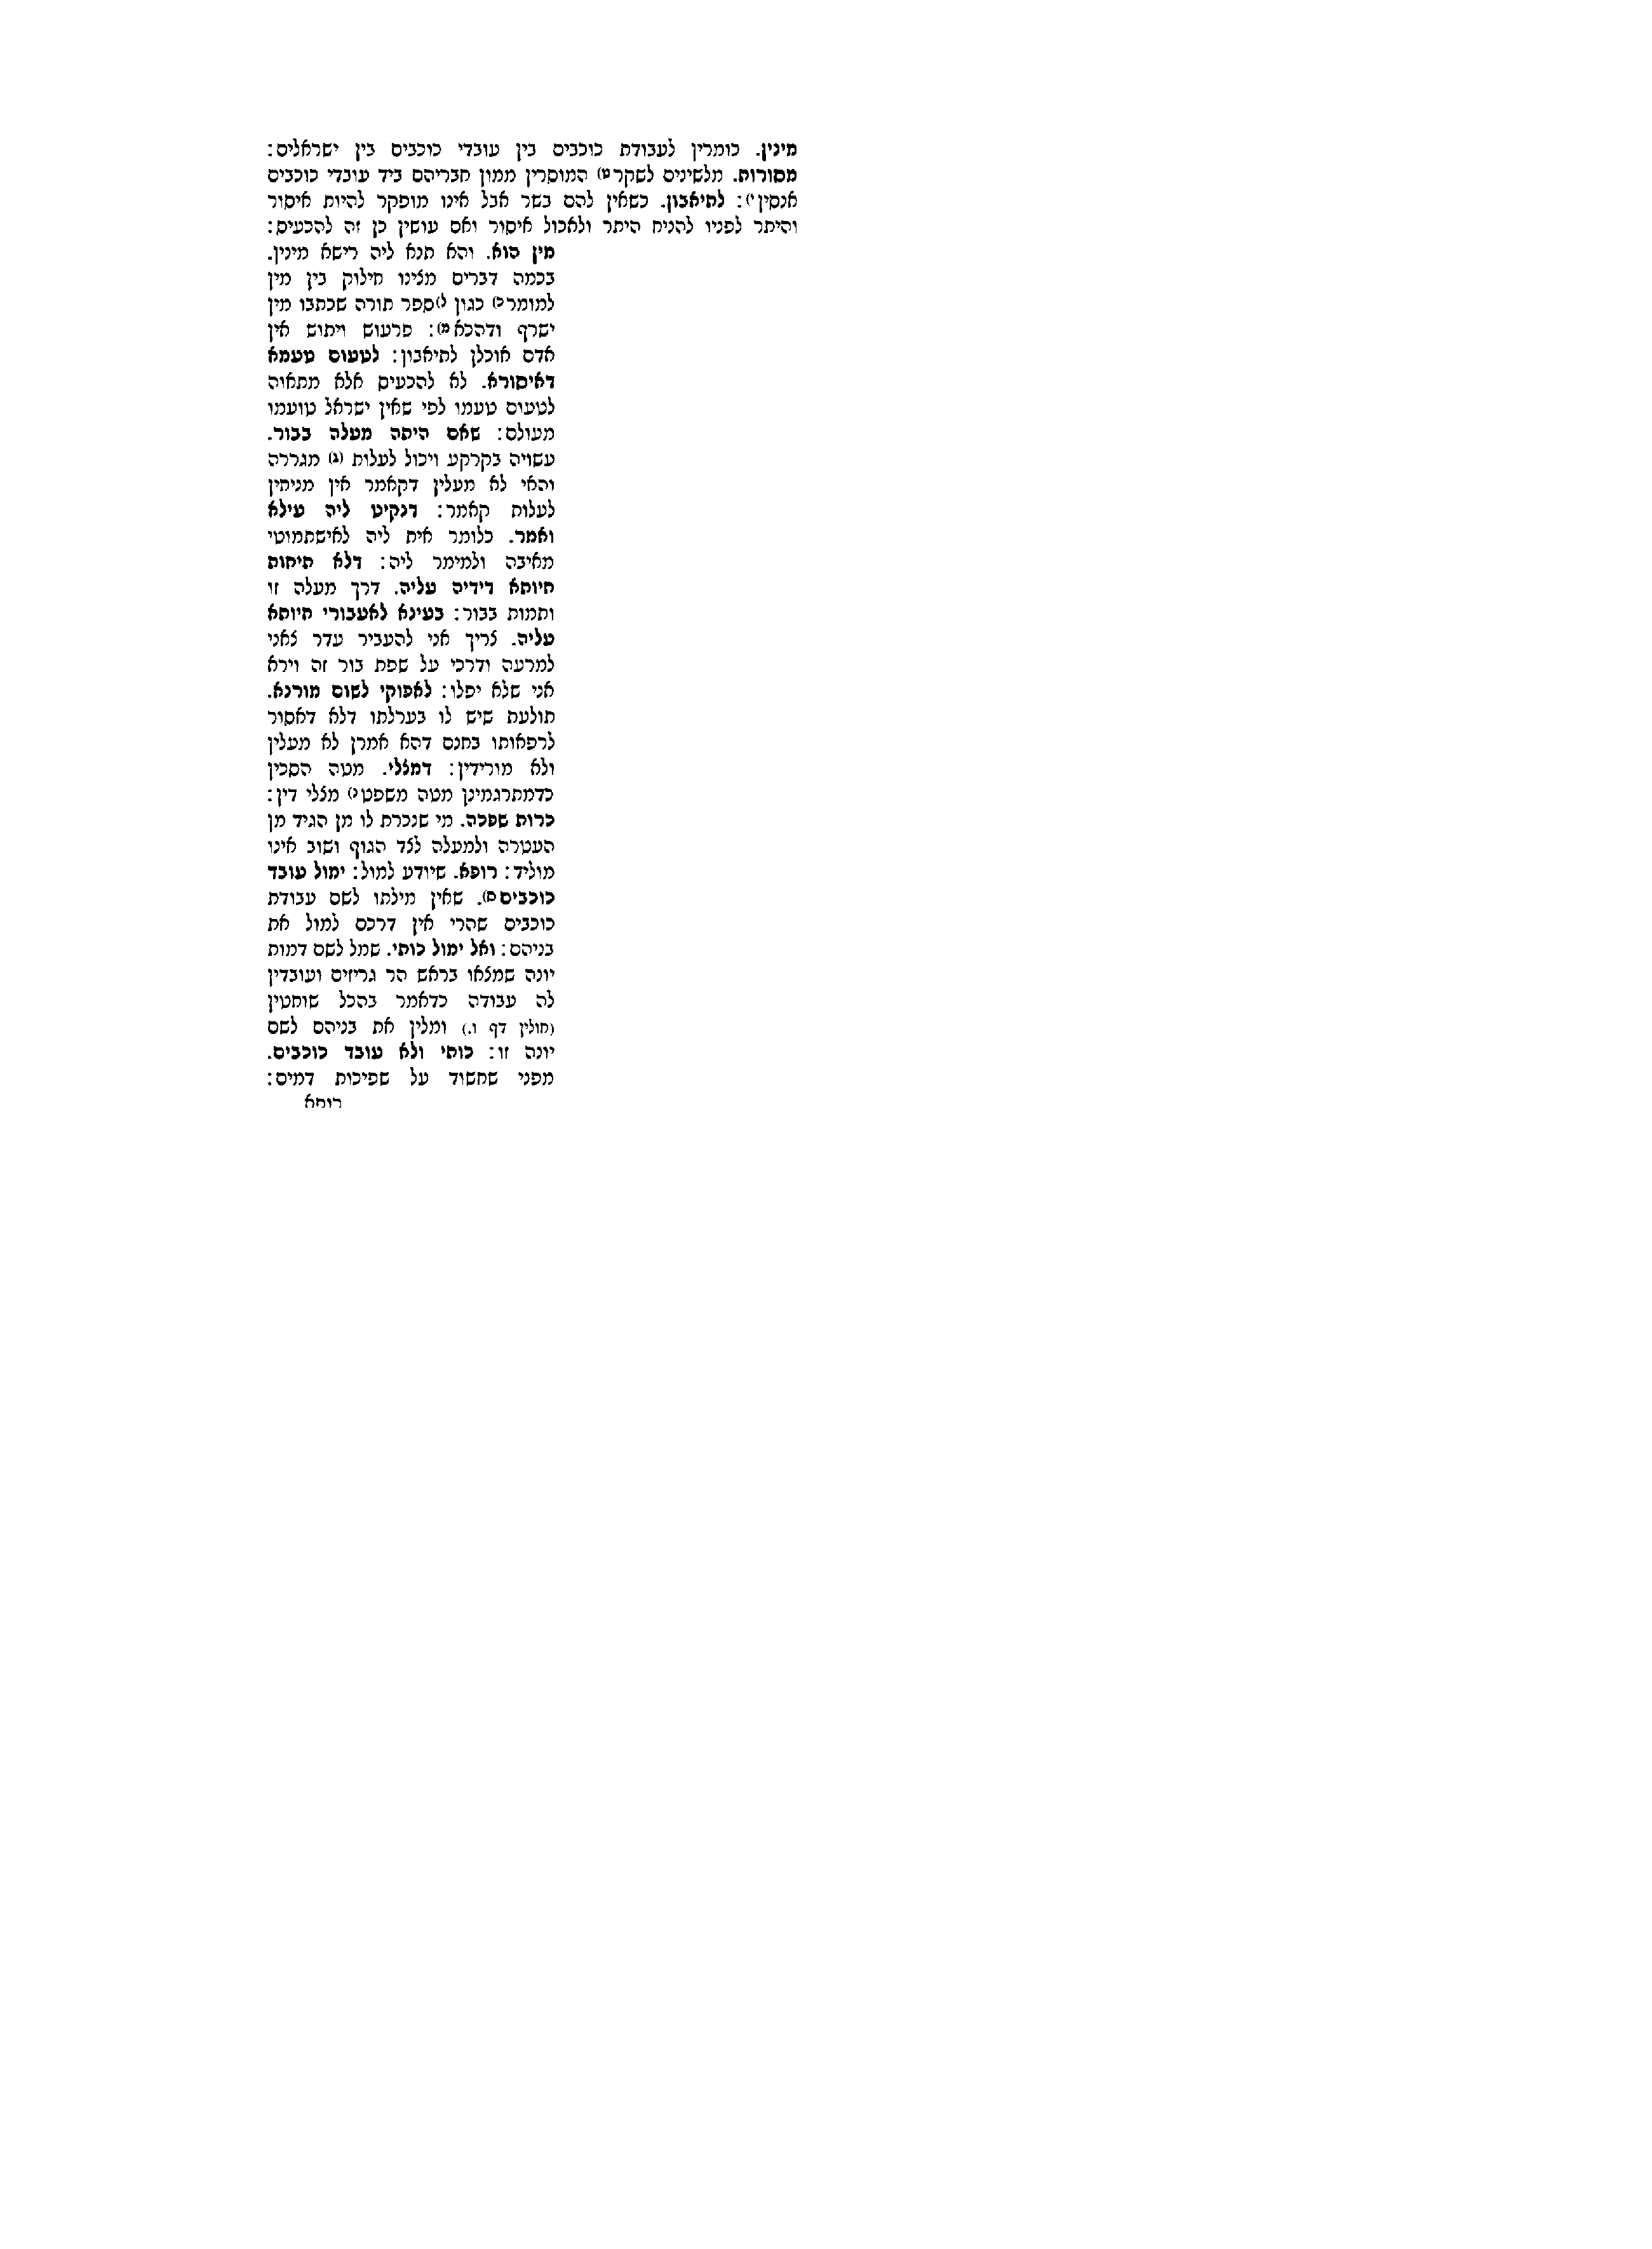 מינין. כומרין לעבודת כוכבים בין עובדי כוכבים בין ישראלים:
מסורות. מלשינים לשקרט) המוסרין ממון חבריהם ביד עובדי כוכבים
אנסיןי): לתיאבון. כשאין להם בשר אבל אינו מופקר להיות איסור
והיתר לפניו להניח היתר ולאכול איסור ואם עושין כן זה להכעיס:
מין הוא. והא תנא ליה רישא מינין.
בכמה דברים מצינו חילוק בין מין
למומרכ) כגון ל)ספר תורה שכתבו מין
ישרף ודהכאמ): פרעוש ויתוש אין
אדם אוכלן לתיאבון: לטעום טעמא
דאיסורא. לא להכעיס אלא מתאוה
לטעום טעמו לפי שאין ישראל טועמו
מעולם: שאם היתה מעלה בבור.
עשויה בקרקע ויכול לעלות (ג) מגררה
והאי לא מעלין דקאמר אין מניחין
לעלות קאמר: דנקיט ליה עילא
ואמר. כלומר אית ליה לאישתמוטי
מאיבה ולמימר ליה: דלא תיחות
חיותא דידיה עליה. דרך מעלה זו
ותמות בבור: בעינא לאעבורי חיותא
עליה. צריך אני להעביר עדר צאני
למרעה ודרכי על שפת בור זה וירא
אני שלא יפלו: לאפוקי לשום מורנא.
תולעת שיש לו בערלתו דלא דאסור
לרפאותו בחנם דהא אמרן לא מעלין
ולא מורידין: דמצלי. מטה הסכין
כדמתרגמינן מטה משפטנ) מצלי דין:
כרות שפכה. מי שנכרת לו מן הגיד מן
העטרה ולמעלה לצד הגוף ושוב אינו
מוליד: רופא. שיודע למול: ימול עובד
כוכביםס). שאין מילתו לשם עבודת
כוכבים שהרי אין דרכם למול את
בניהם: ואל ימול כותי. שמל לשם דמות
יונה שמצאו בראש הר גריזים ועובדין
לה עבודה כדאמר בהכל שוחטין
(חולין דף ו.) ומלין את בניהם לשם
יונה זו: כותי ולא עובד כוכבים.
מפני שחשוד על שפיכות דמים:
רופא